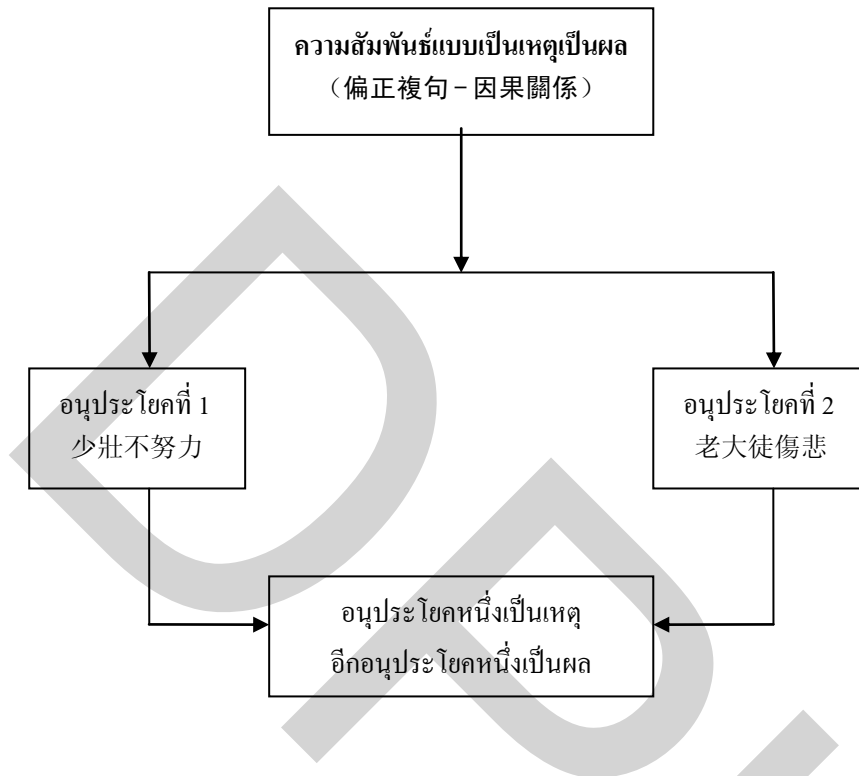 ความสัมพันธ์แบบเป็นเหตุเป็นผล
（偏正複句－因果關係）
อนุประโยคที่ 1
少壯不努力
อนุประโยคที่ 2
老大徒傷悲
อนุประโยคหนึ่งเป็นเหตุ
อีกอนุประโยคหนึ่งเป็นผล